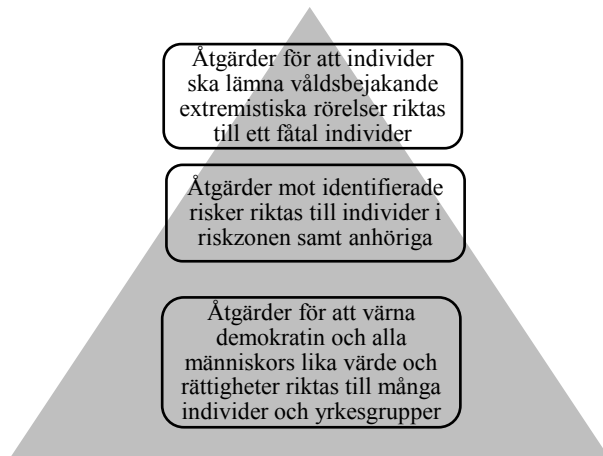 Åtgärder för att individer
ska lämna våldsbejakande
extremistiska rörelser riktas
till ett fåtal individer
Åtgärder mot identifierade
risker riktas till individer i
riskzonen samt anhöriga
Åtgärder för att värna
demokratin och alla
människors lika värde och
rättigheter riktas till många
individer och yrkesgrupper